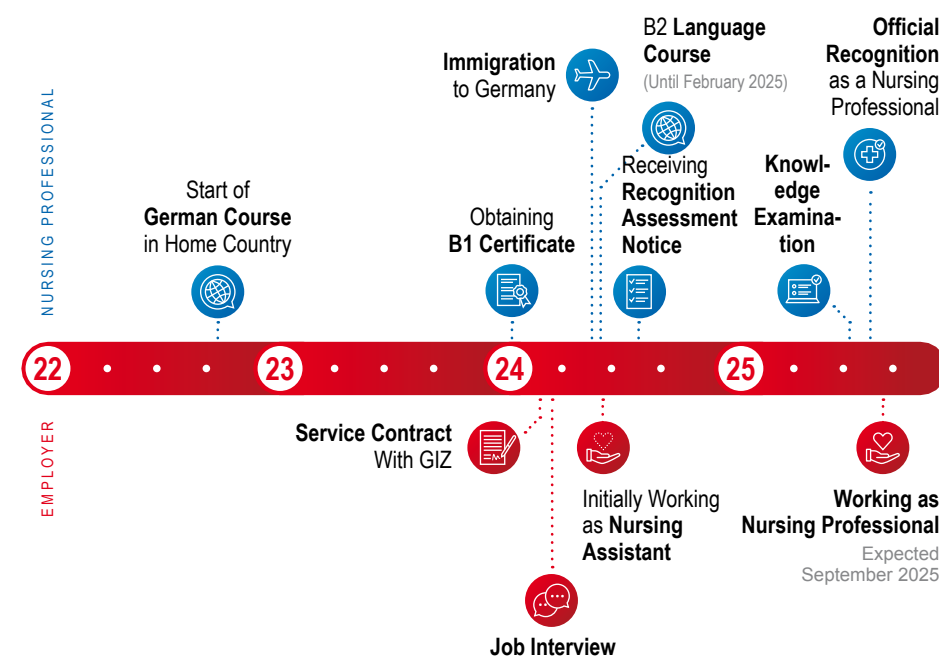 NURSING PROFESSIONAL
Start of
German Course
in Home Country
Obtaining
B1 Certificate
Immigration
to Germany
B2 Language
Course
(Until February 2025)
Receiving
Recognition
Assessment
Notice
Knowl-
edge
Examina-
tion
Official
Recognition
as a Nursing
Professional
22
23
24
25
EMPLOYER
Service Contract
With GIZ
Job Interview
Initially Working
as Nursing
Assistant
Working as
Nursing Professional
Expected
September 2025